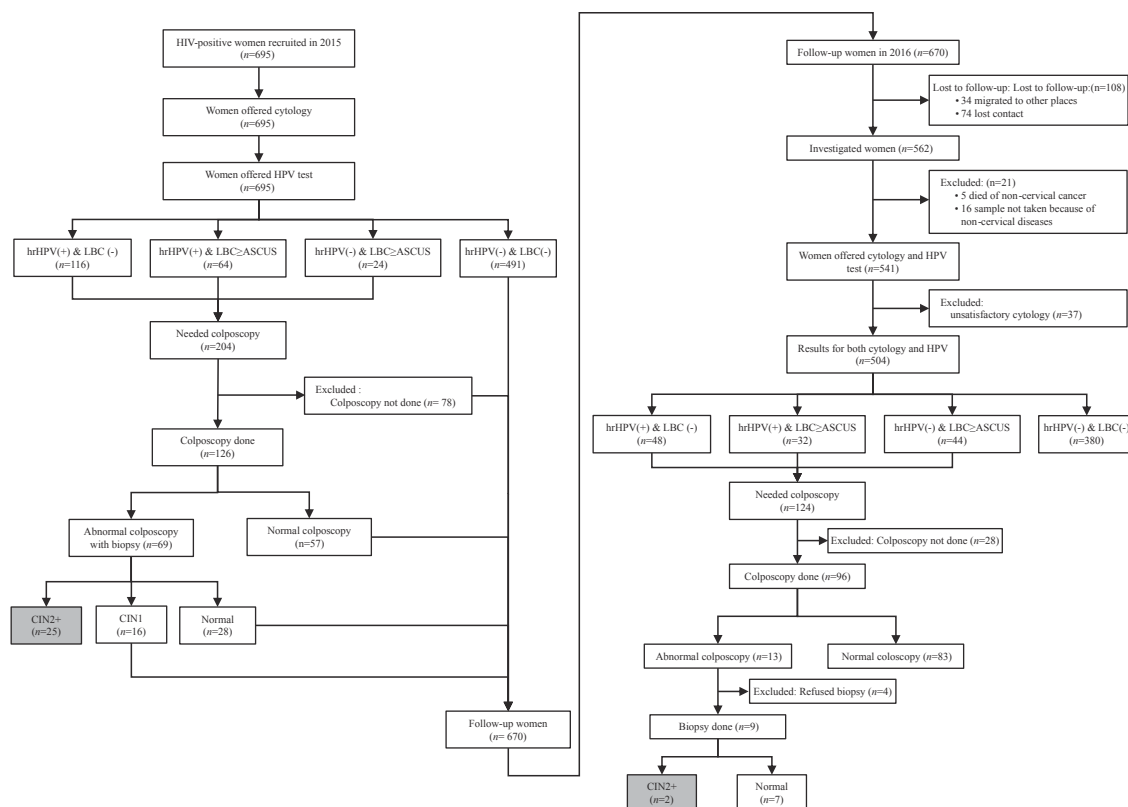 HIV-positive women recruited in 2015
(n=695)
Women offered cytology
(n=695)
Women offered HPV test
(n=695)
hrHPV(+) & LBC (-)
(n=116)
hrHPV(+) & LBC≥ASCUS
(n=64)
hrHPV(-) & LBC≥ASCUS
(n=24)
hrHPV(-) & LBC(-)
(n=491)
Needed colposcopy
(n=204)
Excluded :
Colposcopy not done (n= 78)
Colposcopy done
(n=126)
Abnormal colposcopy
with biopsy (n=69)
Normal colposcopy
(n=57)
CIN2+
(n=25)
CIN1
(n=16)
Normal
(n=28)
Follow-up women
(n= 670)
Follow-up women in 2016 (n=670)
Lost to follow-up: Lost to follow-up:(n=108)
• 34 migrated to other places
• 74 lost contact
Investigated women (n=562)
Excluded: (n=21)
• 5 died of non-cervical cancer
• 16 sample not taken because of
non-cervical diseases
Women offered cytology and HPV
test (n=541)
Excluded:
unsatisfactory cytology (n=37)
Results for both cytology and HPV
(n=504)
hrHPV(+) & LBC (-)
(n=48)
hrHPV(+) & LBC≥ASCUS
(n=32)
hrHPV(-) & LBC≥ASCUS
(n=44)
hrHPV(-) & LBC(-)
(n=380)
Needed colposcopy
(n=124)
Excluded: Colposcopy not done (n=28)
Colposcopy done (n=96)
Abnormal colposcopy (n=13)
Normal coloscopy (n=83)
Excluded: Refused biopsy (n=4)
Biopsy done (n=9)
CIN2+
(n=2)
Normal
(n=7)